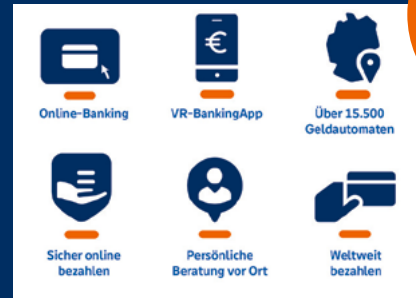 €
Online-Banking
VR-BankingApp
Über 15.500
Geldautomaten
Sicher online
bezahlen
Persönliche
Beratung vor Ort
Weltweit
bezahlen